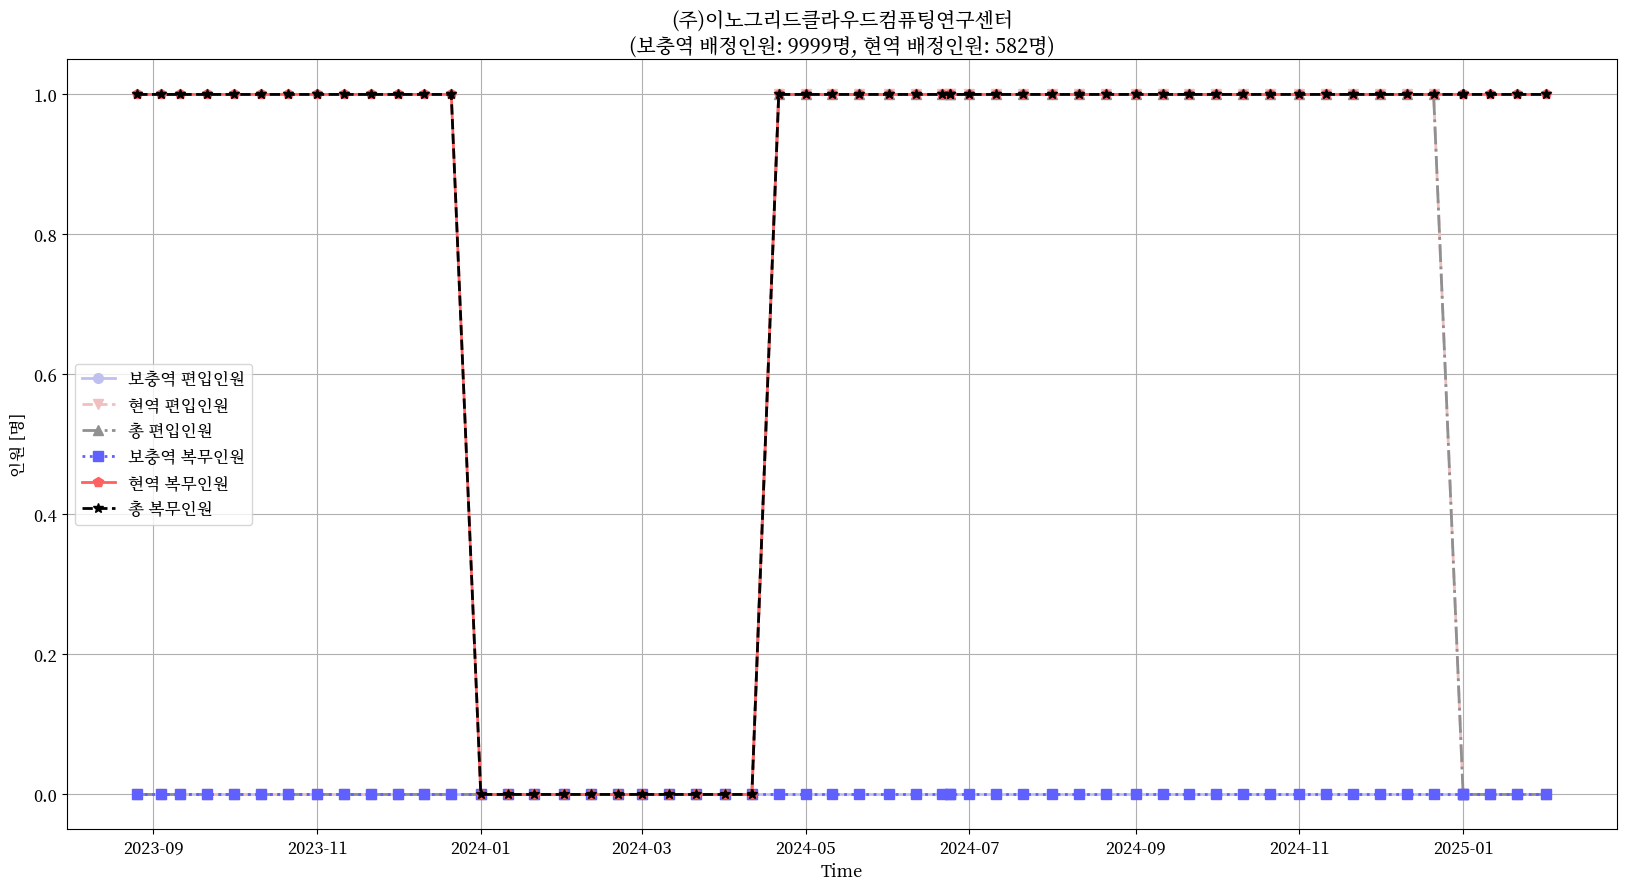 (주)이노그리드클라우드컴퓨팅연구센터
(보충역 배정인원: 9999명, 현역 배정인원: 582명)
1.0
0.8
0.6
0.4
0.2
0.0
인원 [명]
보충역 편입인원
현역 편입인원
총 편입인원
보충역 복무인원
현역 복무인원
총 복무인원
2023-09 2023-11 2024-01 2024-03 2024-05 2024-07 2024-09 2024-11 2025-01
Time